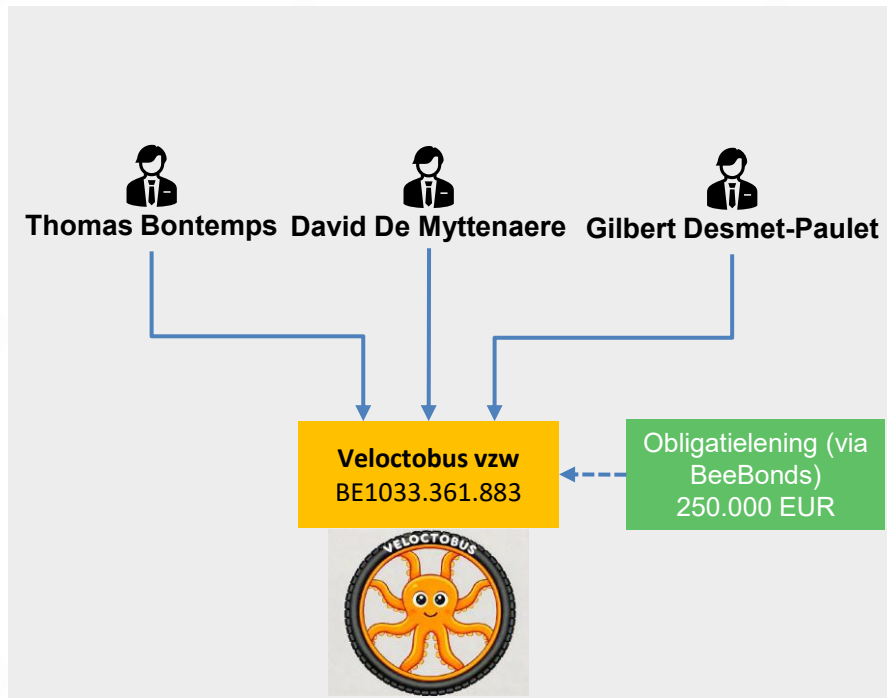 Thomas Bontemps
David De Myttenaere
Gilbert Desmet-Paulet
Veloctobus vzw
BE1033.361.883
Obligatielening (via
BeeBonds)
250.000 EUR
VELOCTOBUS